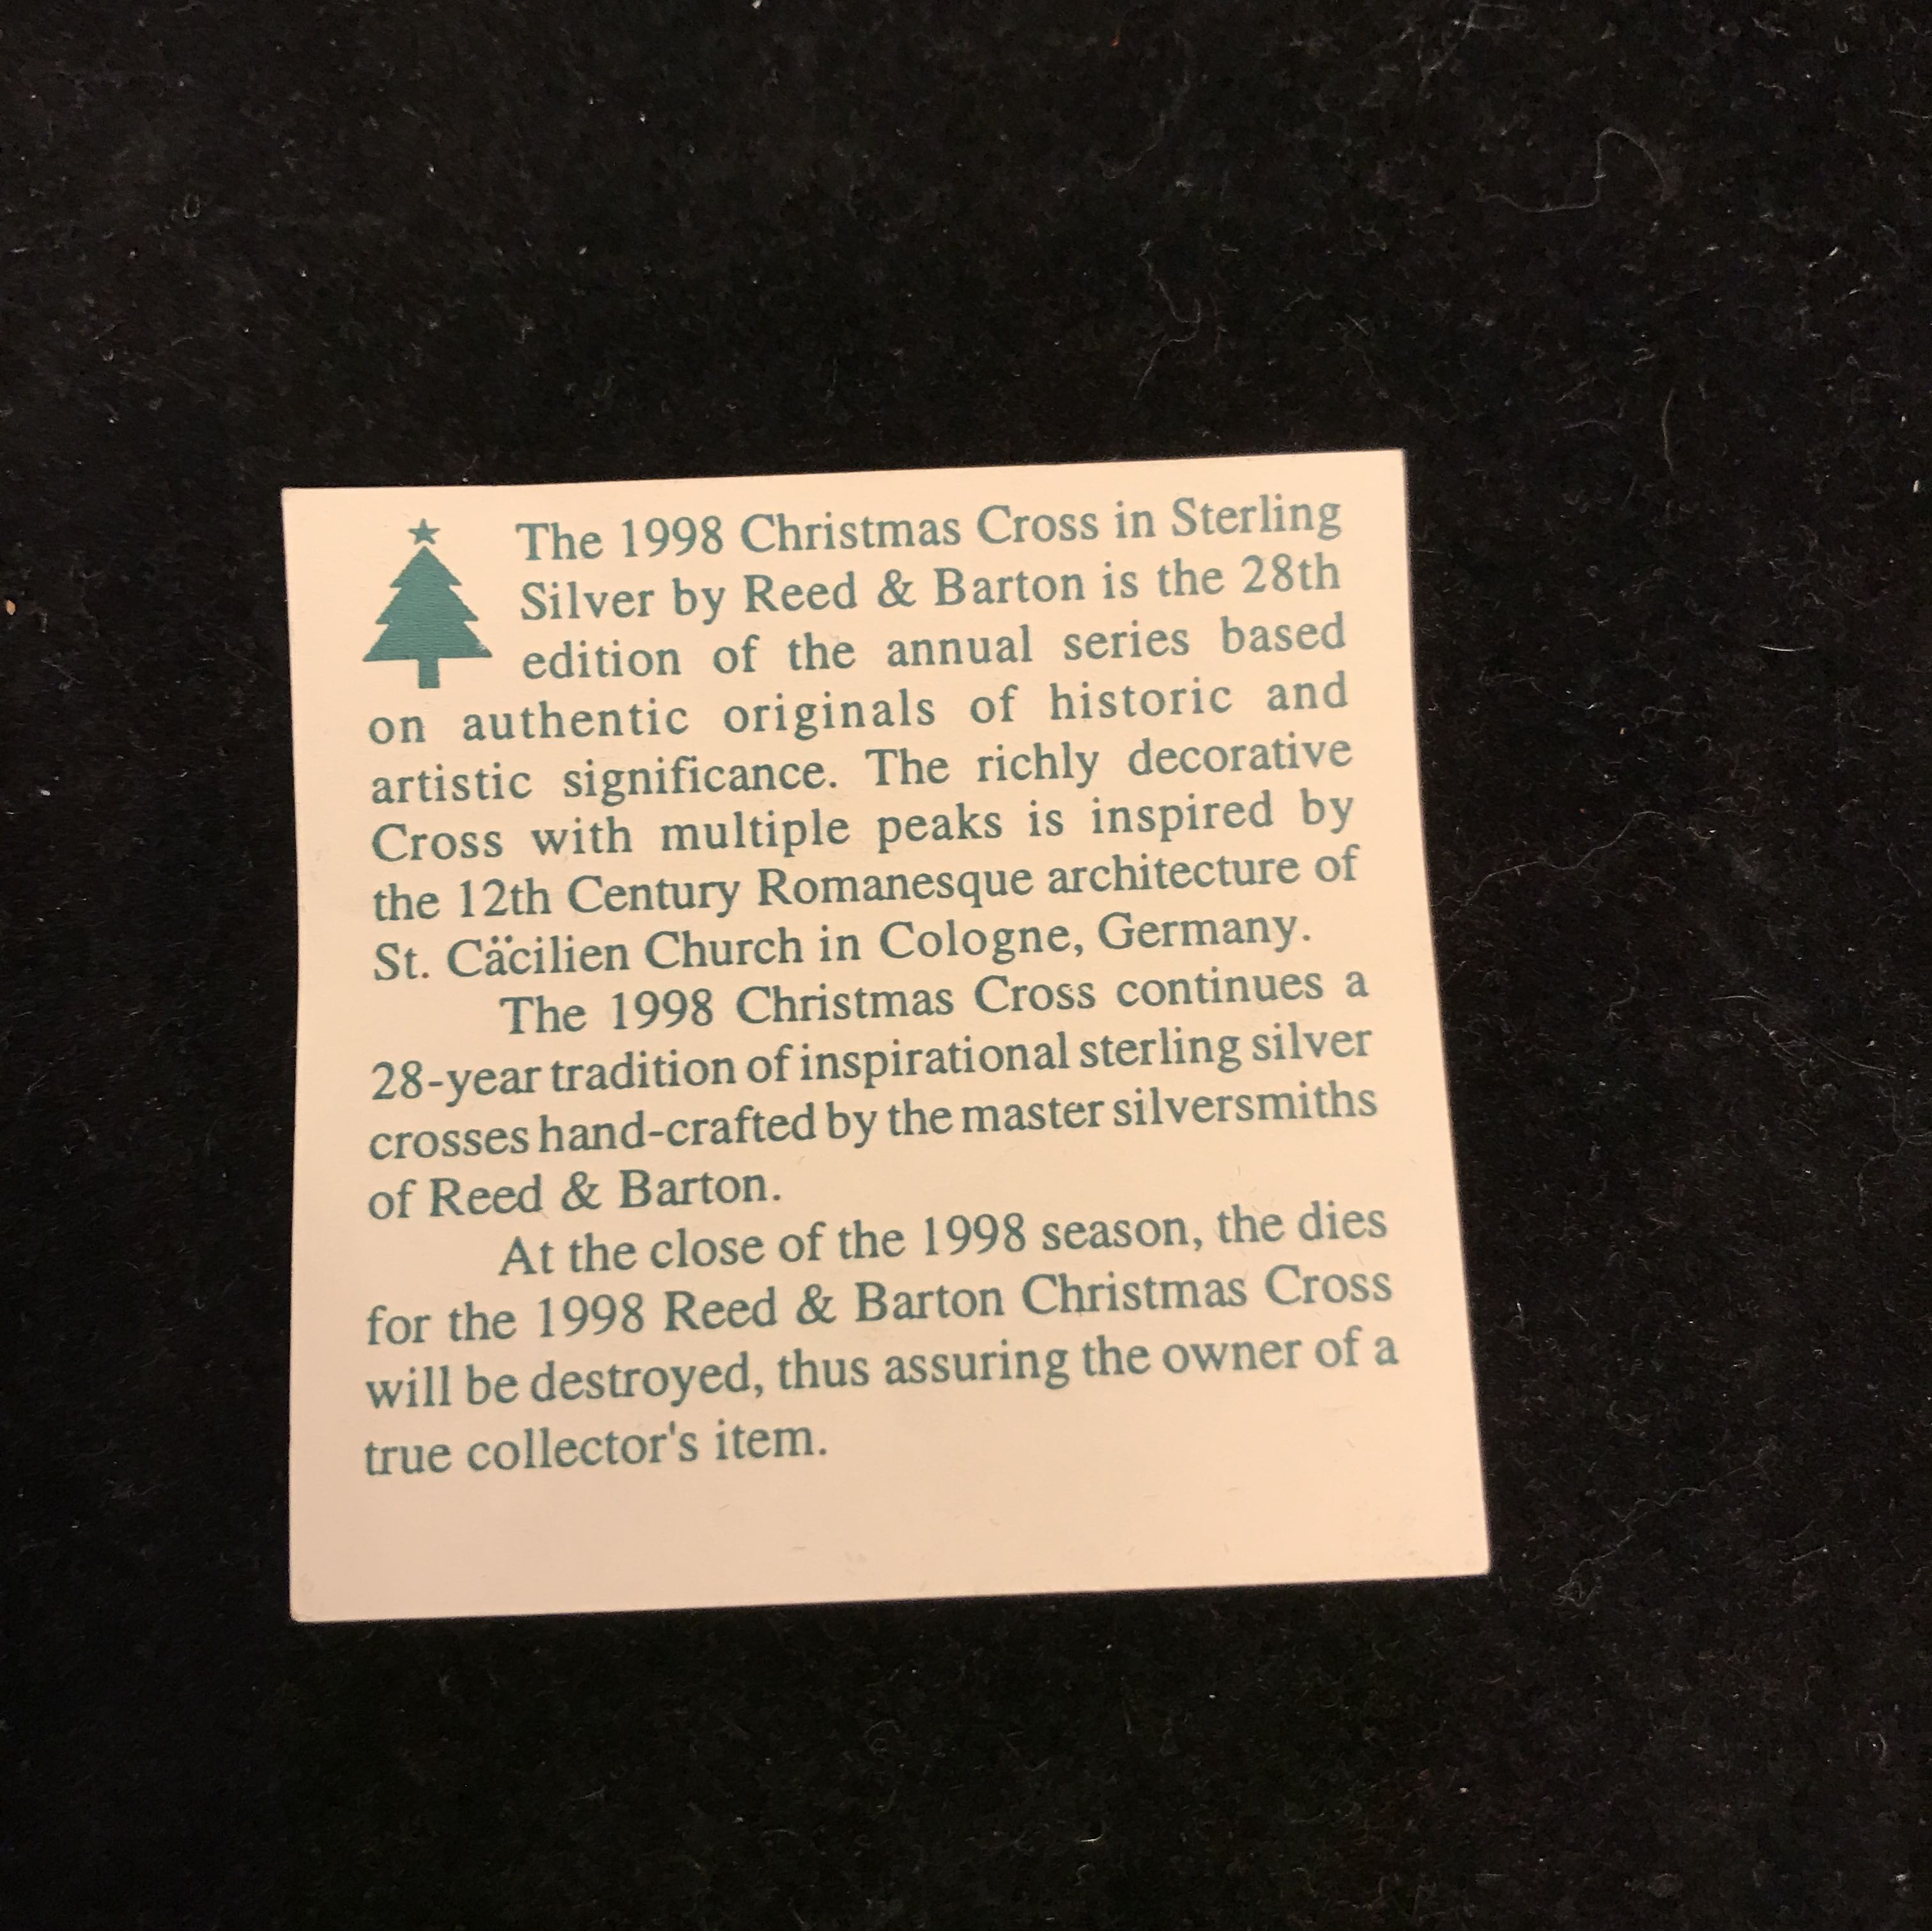 The 1998 Christmas Cross in Sterling
Silver by Reed & Barton is the 28th
edition of the annual series based
on authentic originals of historic and
artistic significance. The richly decorative
Cross with multiple peaks is inspired by
the 12th Century Romanesque architecture of
St. Cäcilien Church in Cologne, Germany.
The 1998 Christmas Cross continues a
28-year tradition of inspirational sterling silver
crosses hand-crafted by the master silversmiths
of Reed & Barton.
At the close of the 1998 season, the dies
for the 1998 Reed & Barton Christmas Cross
will be destroyed, thus assuring the owner of a
true collector's item.